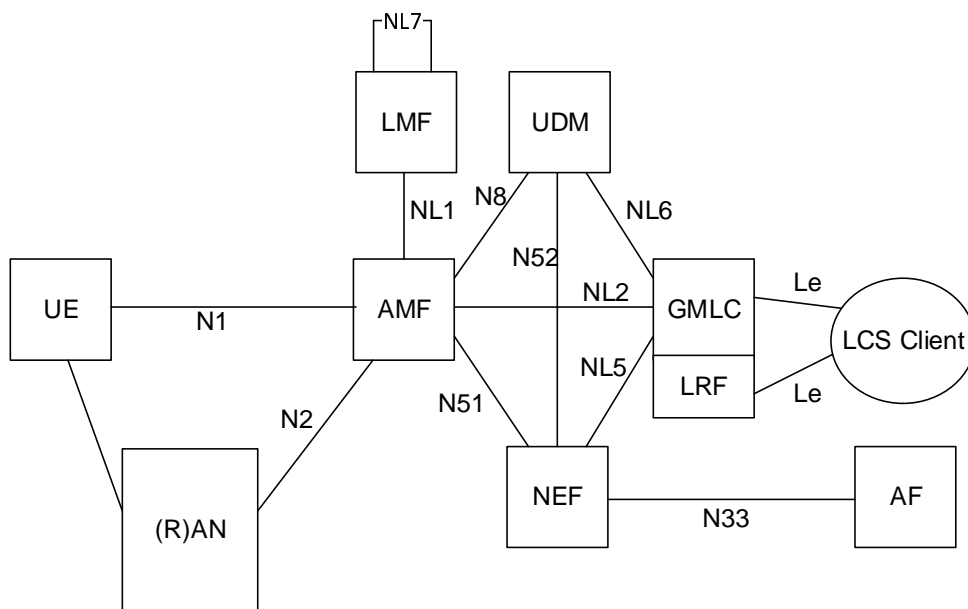 NL7
LMF
UDM
NL1
N8
NL6
N52
UE
N1
AMF
NL2
GMLC
Le
LCS Client
NL5
LRF
Le
N51
N2
(R)AN
NEF
N33
AF